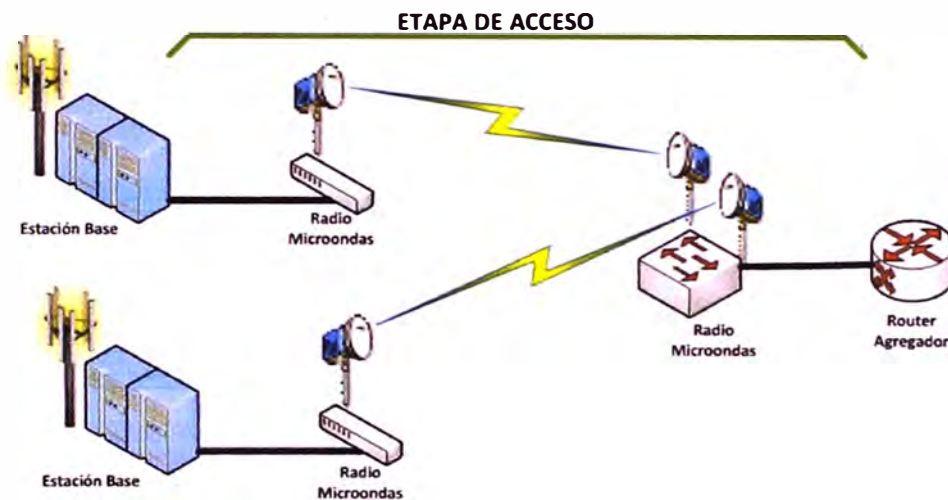 ETAPA DE ACCESO
Estación Base
Radio
Microondas
Radio
Microondas
Router
Agregador
Estación Base
Radio
Microondas